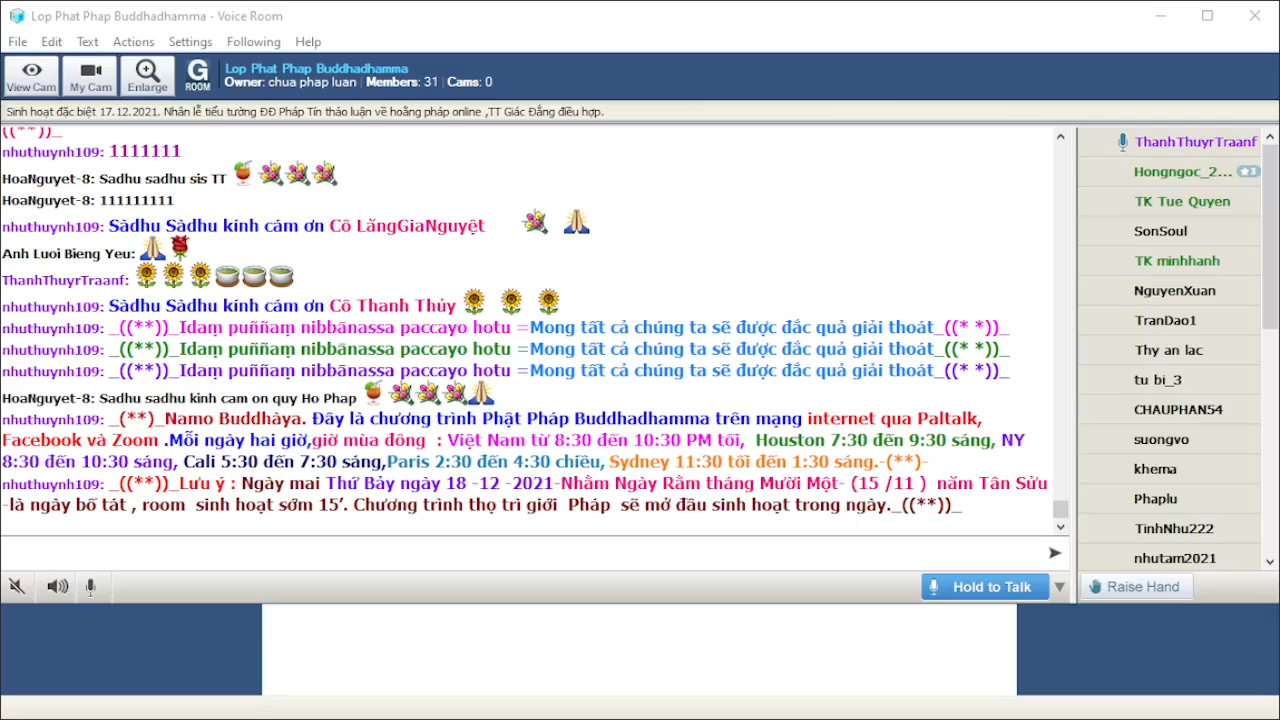 Lop Phat Phap Buddhadhamma - Voice Room
File Edit Text Actions Settings Following Help
View Cam My Cam Enlarge G ROOM
Lop Phat Phap Buddhadhamma
Owner: chua phap luan Members: 31 Cams: 0
Sinh hoạt đặc biệt 17.12.2021. Nhân lễ tiểu tường ĐĐ Pháp Tín thảo luận về hoằng pháp online ,TT Giác Đẳng điều hợp.
((**))_
nhuthuynh109: 1111111
HoaNguyet-8: Sadhu sadhu sis TT
HoaNguyet-8: 111111111
nhuthuynh109: Sàdhu Sàdhu kính cám ơn Cô LăngGiaNguyệt
Anh Luoi Bieng Yeu:
ThanhThuyrTraanf:
nhuthuynh109: Sàdhu Sàdhu kính cám ơn Cô Thanh Thủy
nhuthuynh109: _((**))_Idaṃ puññaṃ nibbānassa paccayo hotu =Mong tất cả chúng ta sẽ được đắc quả giải thoát_((* *))_
nhuthuynh109: _((**))_Idaṃ puññaṃ nibbānassa paccayo hotu =Mong tất cả chúng ta sẽ được đắc quả giải thoát_((* *))_
nhuthuynh109: _((**))_Idaṃ puññaṃ nibbānassa paccayo hotu =Mong tất cả chúng ta sẽ được đắc quả giải thoát_((* *))_
HoaNguyet-8: Sadhu sadhu kinh cam on quy Ho Phap
nhuthuynh109: _(**)_Namo Buddhàya. Đây là chương trình Phật Pháp Buddhadhamma trên mạng internet qua Paltalk,
Facebook và Zoom .Mỗi ngày hai giờ,giờ mùa đông : Việt Nam từ 8:30 đến 10:30 PM tối, Houston 7:30 đến 9:30 sáng, NY
8:30 đến 10:30 sáng, Cali 5:30 đến 7:30 sáng,Paris 2:30 đến 4:30 chiều, Sydney 11:30 tối đến 1:30 sáng.-(**)-
nhuthuynh109: _((**))_Lưu ý : Ngày mai Thứ Bảy ngày 18 -12 -2021-Nhằm Ngày Rằm tháng Mười Một- (15 /11 ) năm Tân Sửu
-là ngày bố tát , room sinh hoạt sớm 15’. Chương trình thọ trì giới Pháp sẽ mở đầu sinh hoạt trong ngày._((**))_
ThanhThuyrTraanf
Hongngoc_2... 3
TK Tue Quyen
SonSoul
TK minhhanh
NguyenXuan
TranDao1
Thy an lac
tu bi_3
CHAUPHAN54
suongvo
khema
Phaplu
TinhNhu222
nhutam2021
Hold to Talk
Raise Hand